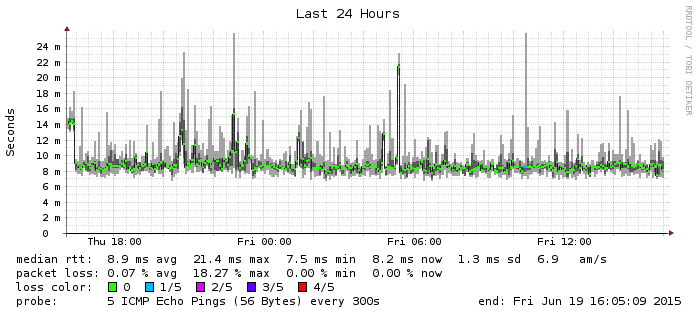 Last 24 Hours
RRDTOOL / TOBI OETIKER
Seconds
24 m
22 m
20 m
18 m
16 m
14 m
12 m
10 m
8 m
6 m
4 m
2 m
0
Thu 18:00 Fri 00:00 Fri 06:00 Fri 12:00
median rtt: 8.9 ms avg 21.4 ms max 7.5 ms min 8.2 ms now 1.3 ms sd 6.9 am/s
packet loss: 0.07 % avg 18.27 % max 0.00 % min 0.00 % now
loss color: 0 1/5 2/5 3/5 4/5
probe: 5 ICMP Echo Pings (56 Bytes) every 300s end: Fri Jun 19 16:05:09 2015